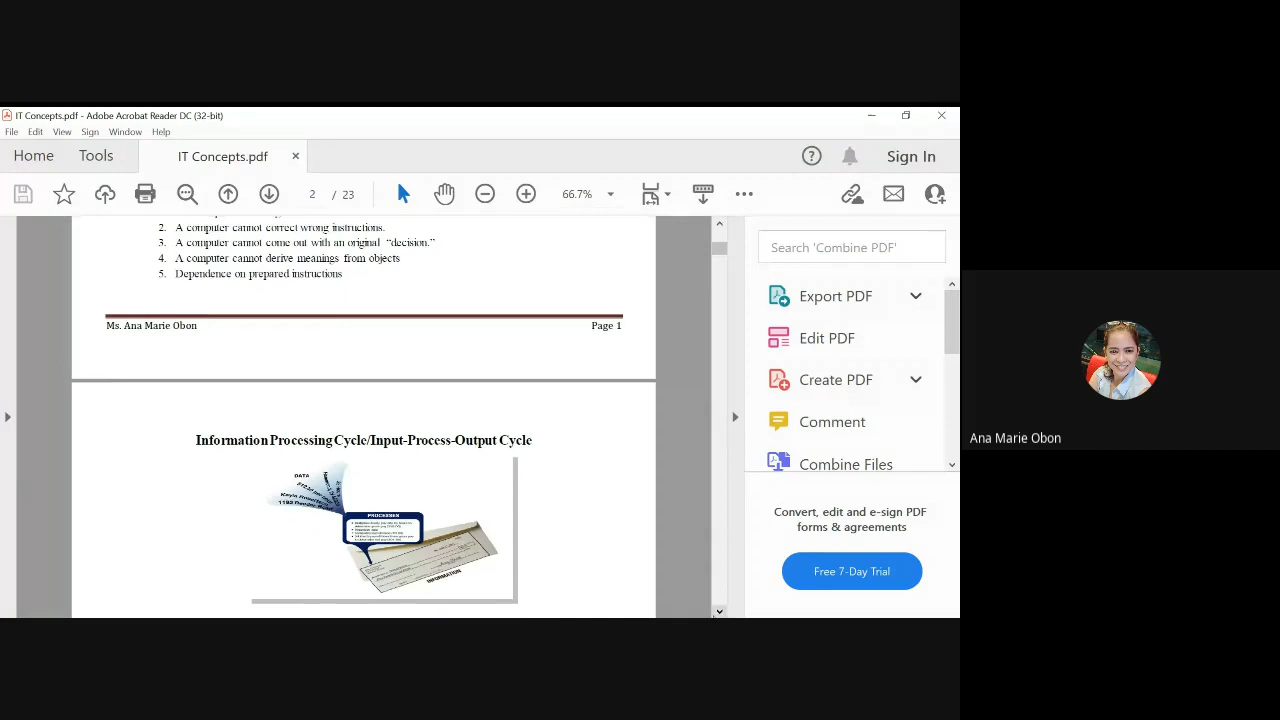 IT Concepts.pdf - Adobe Acrobat Reader DC (32-bit)
File Edit View Sign Window Help
Home Tools IT Concepts.pdf × Sign In
2 / 23 66.7%
2. A computer cannot correct wrong instructions.
3. A computer cannot come out with an original “decision.”
4. A computer cannot derive meanings from objects
5. Dependence on prepared instructions
Ms. Ana Marie Obon Page 1
Information Processing Cycle/Input-Process-Output Cycle
DATA
PROCESSES
INFORMATION
Search 'Combine PDF'
Export PDF
Edit PDF
Create PDF
Comment
Combine Files
Convert, edit and e-sign PDF
forms & agreements
Free 7-Day Trial
Ana Marie Obon